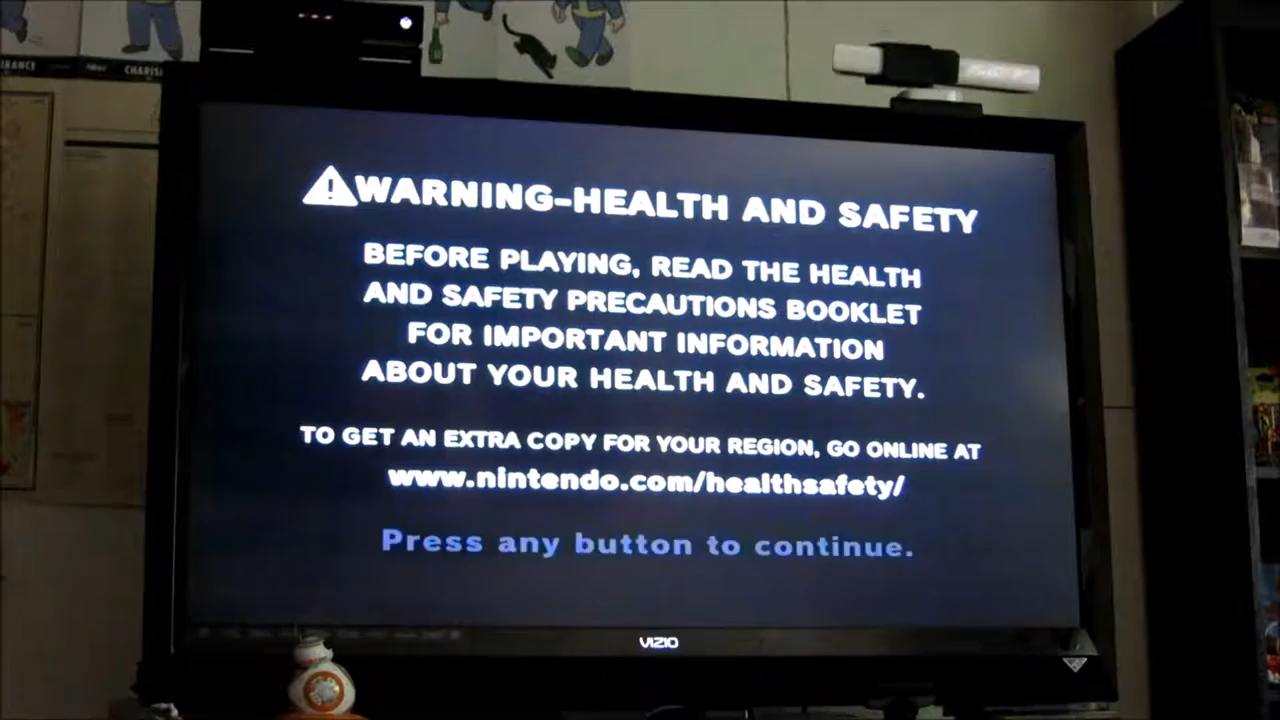 RANCE
CHARIS
WARNING-HEALTH AND SAFETY
BEFORE PLAYING, READ THE HEALTH
AND SAFETY PRECAUTIONS BOOKLET
FOR IMPORTANT INFORMATION
ABOUT YOUR HEALTH AND SAFETY.
TO GET AN EXTRA COPY FOR YOUR REGION, GO ONLINE AT
www.nintendo.com/healthsafety/
Press any button to continue.
VIZIO